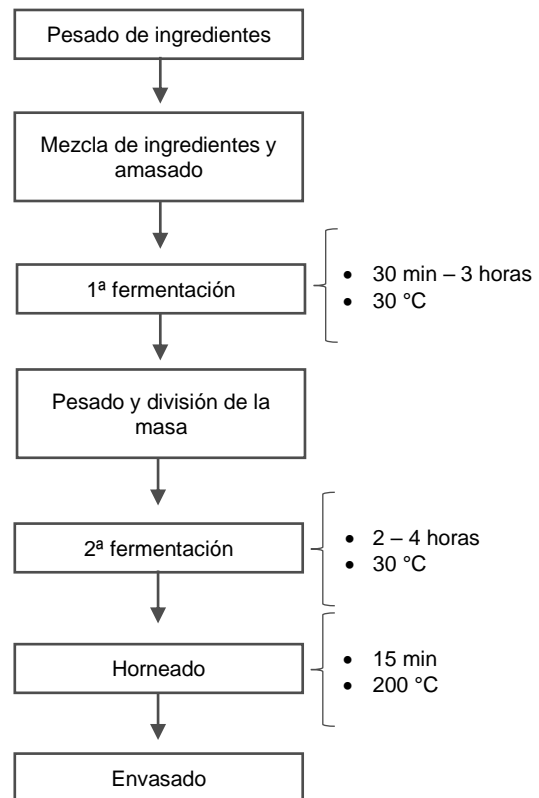 Pesado de ingredientes
Mezcla de ingredientes y
amasado
1ª fermentación
• 30 min – 3 horas
• 30 °C
Pesado y división de la
masa
2ª fermentación
• 2 – 4 horas
• 30 °C
Horneado
• 15 min
• 200 °C
Envasado